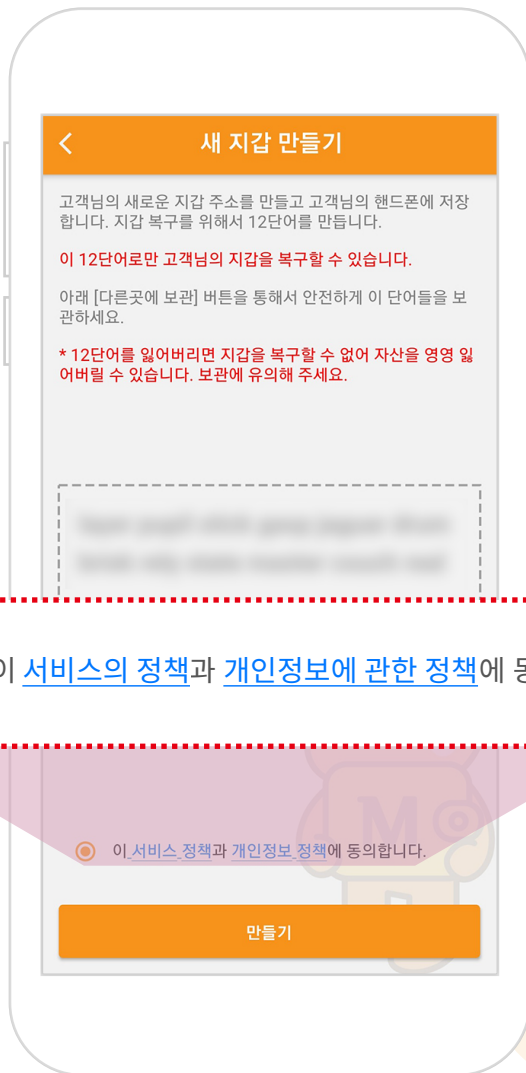 새 지갑 만들기
고객님의 새로운 지갑 주소를 만들고 고객님의 핸드폰에 저장
합니다. 지갑 복구를 위해서 12단어를 만듭니다.
이 12단어로만 고객님의 지갑을 복구할 수 있습니다.
아래 [다른곳에 보관] 버튼을 통해서 안전하게 이 단어들을 보
관하세요.
* 12단어를 잃어버리면 지갑을 복구할 수 없어 자산을 영영 잃
어버릴 수 있습니다. 보관에 유의해 주세요.
이 서비스의 정책과 개인정보에 관한 정책에 동
M
이 서비스 정책과 개인정보 정책에 동의합니다.
만들기